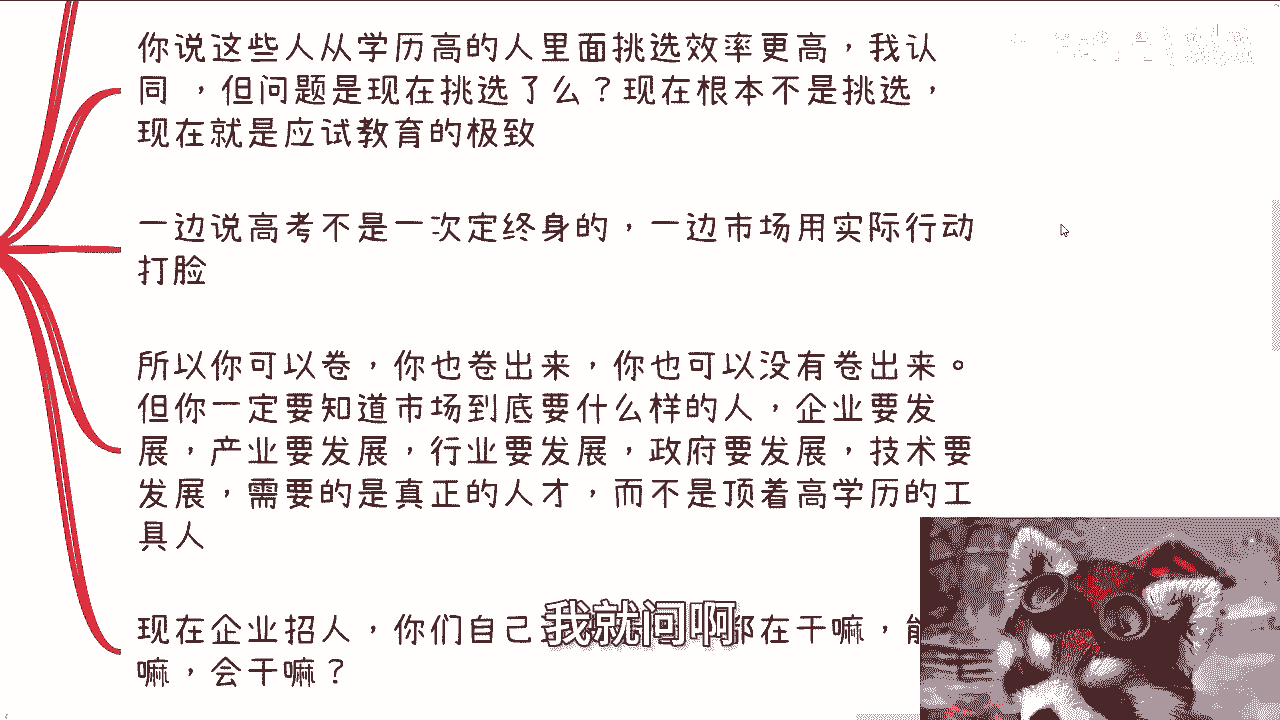 你说这些人从学历高的人里面挑选效率更高，我认
同 ，但问题是现在挑选了么？现在根本不是挑选，
现在就是应试教育的极致
一边说高考不是一次定终身的，一边市场用实际行动
打脸
所以你可以卷，你也卷出来，你也可以没有卷出来。
但你一定要知道市场到底要什么样的人，企业要发
展，产业要发展，行业要发展，政府要发展，技术要
发展，需要的是真正的人才，而不是顶着高学历的工
具人
现在企业招人，你们自己 都在干嘛，能
嘛，会干嘛？
我就问啊